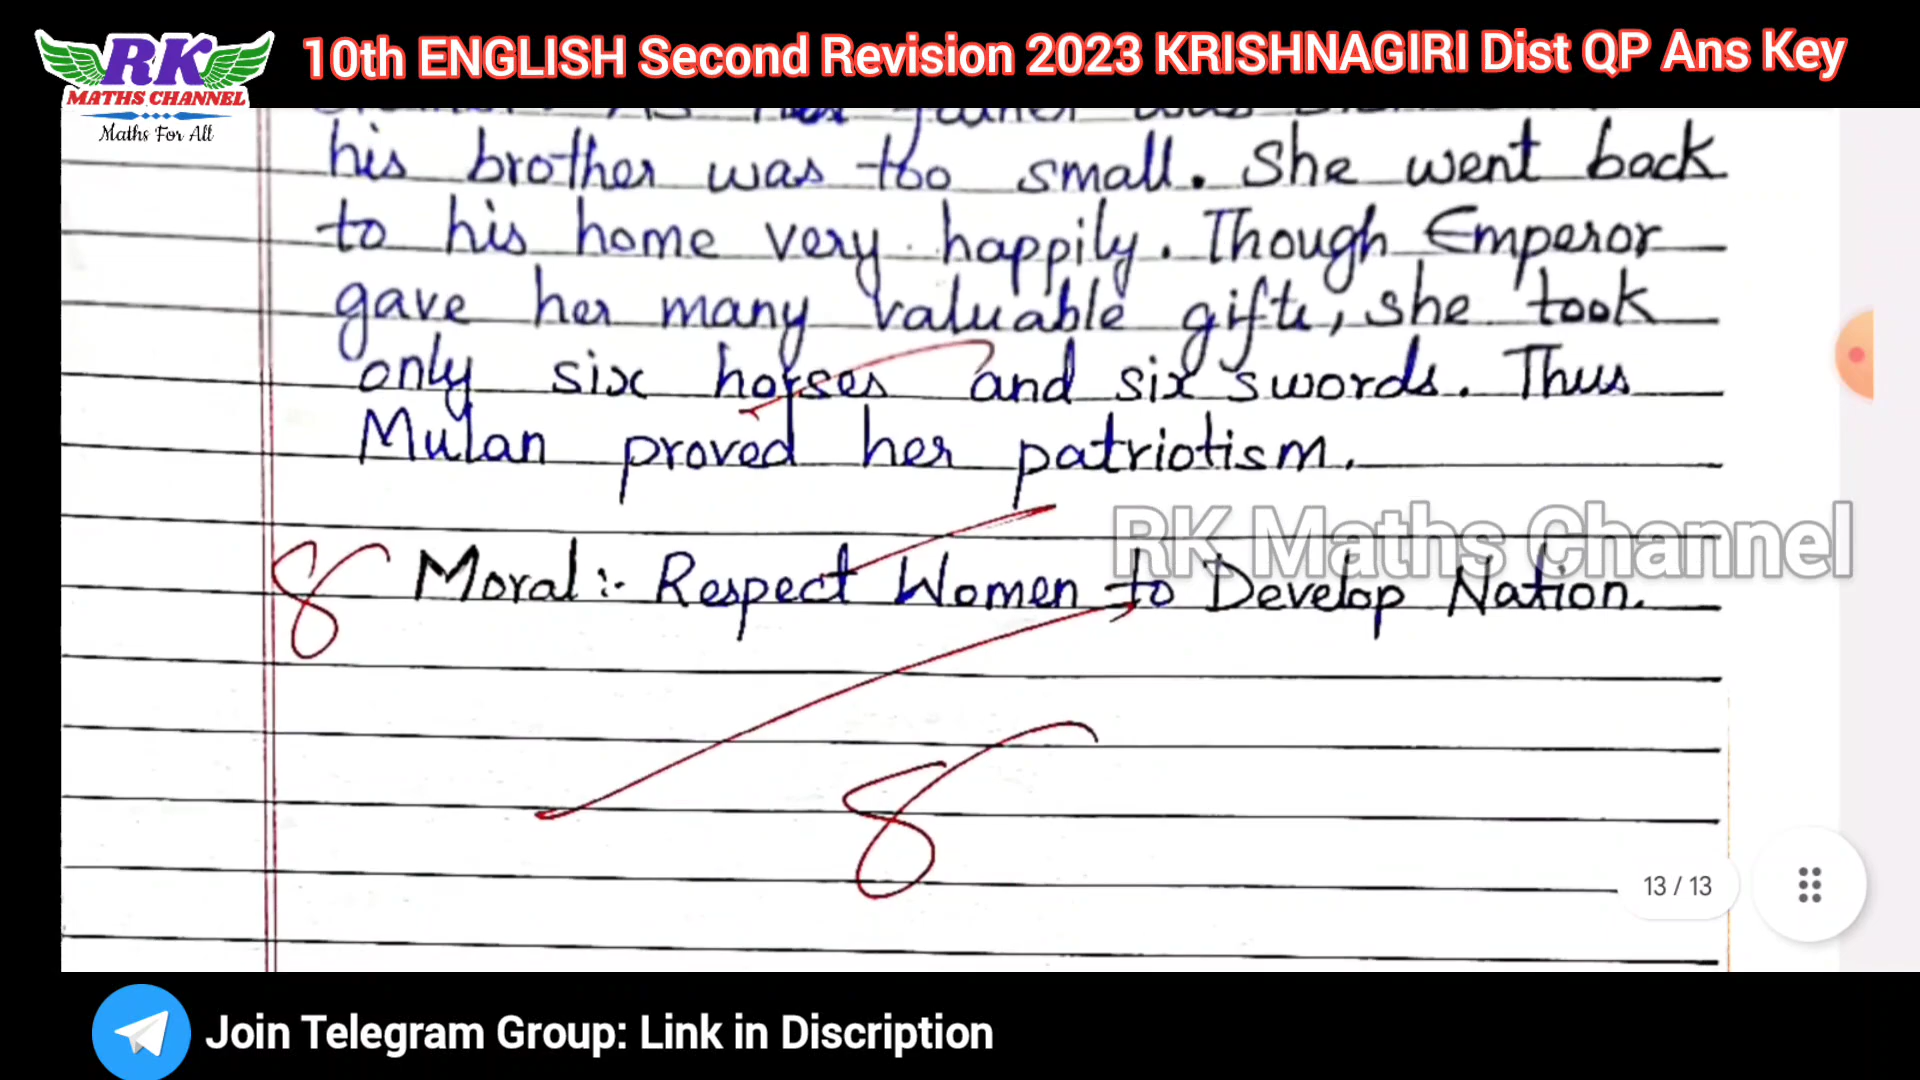 RK
MATHS CHANNEL
Maths For All
10th ENGLISH Second Revision 2023 KRISHNAGIRI Dist QP Ans Key
his brother was too small. She went back
to his home very happily. Though Emperor
gave her many valuable gifts, she took
only six horses and six swords. Thus
Mulan proved her patriotism.
RK Maths Channel
8 Moral:- Respect Women to Develop Nation.
8
13 / 13
Join Telegram Group: Link in Discription